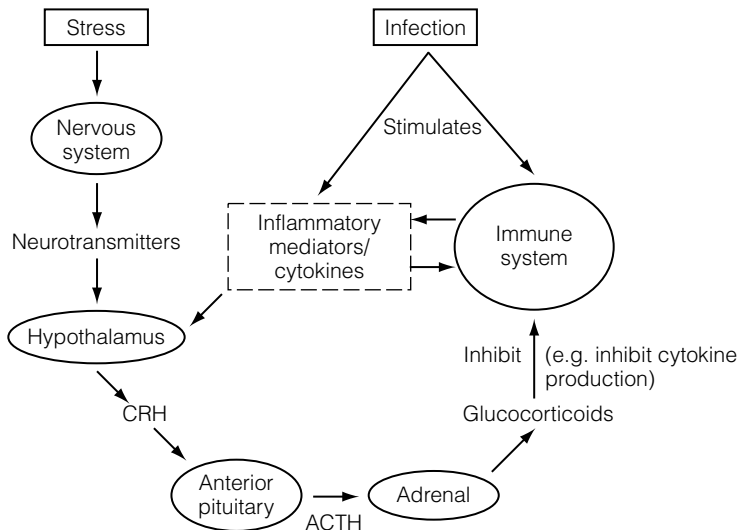 Stress
Infection
Nervous
system
Stimulates
Neurotransmitters
Inflammatory
mediators/
cytokines
Immune
system
Hypothalamus
Inhibit
(e.g. inhibit cytokine
production)
CRH
Glucocorticoids
Anterior
pituitary
ACTH
Adrenal